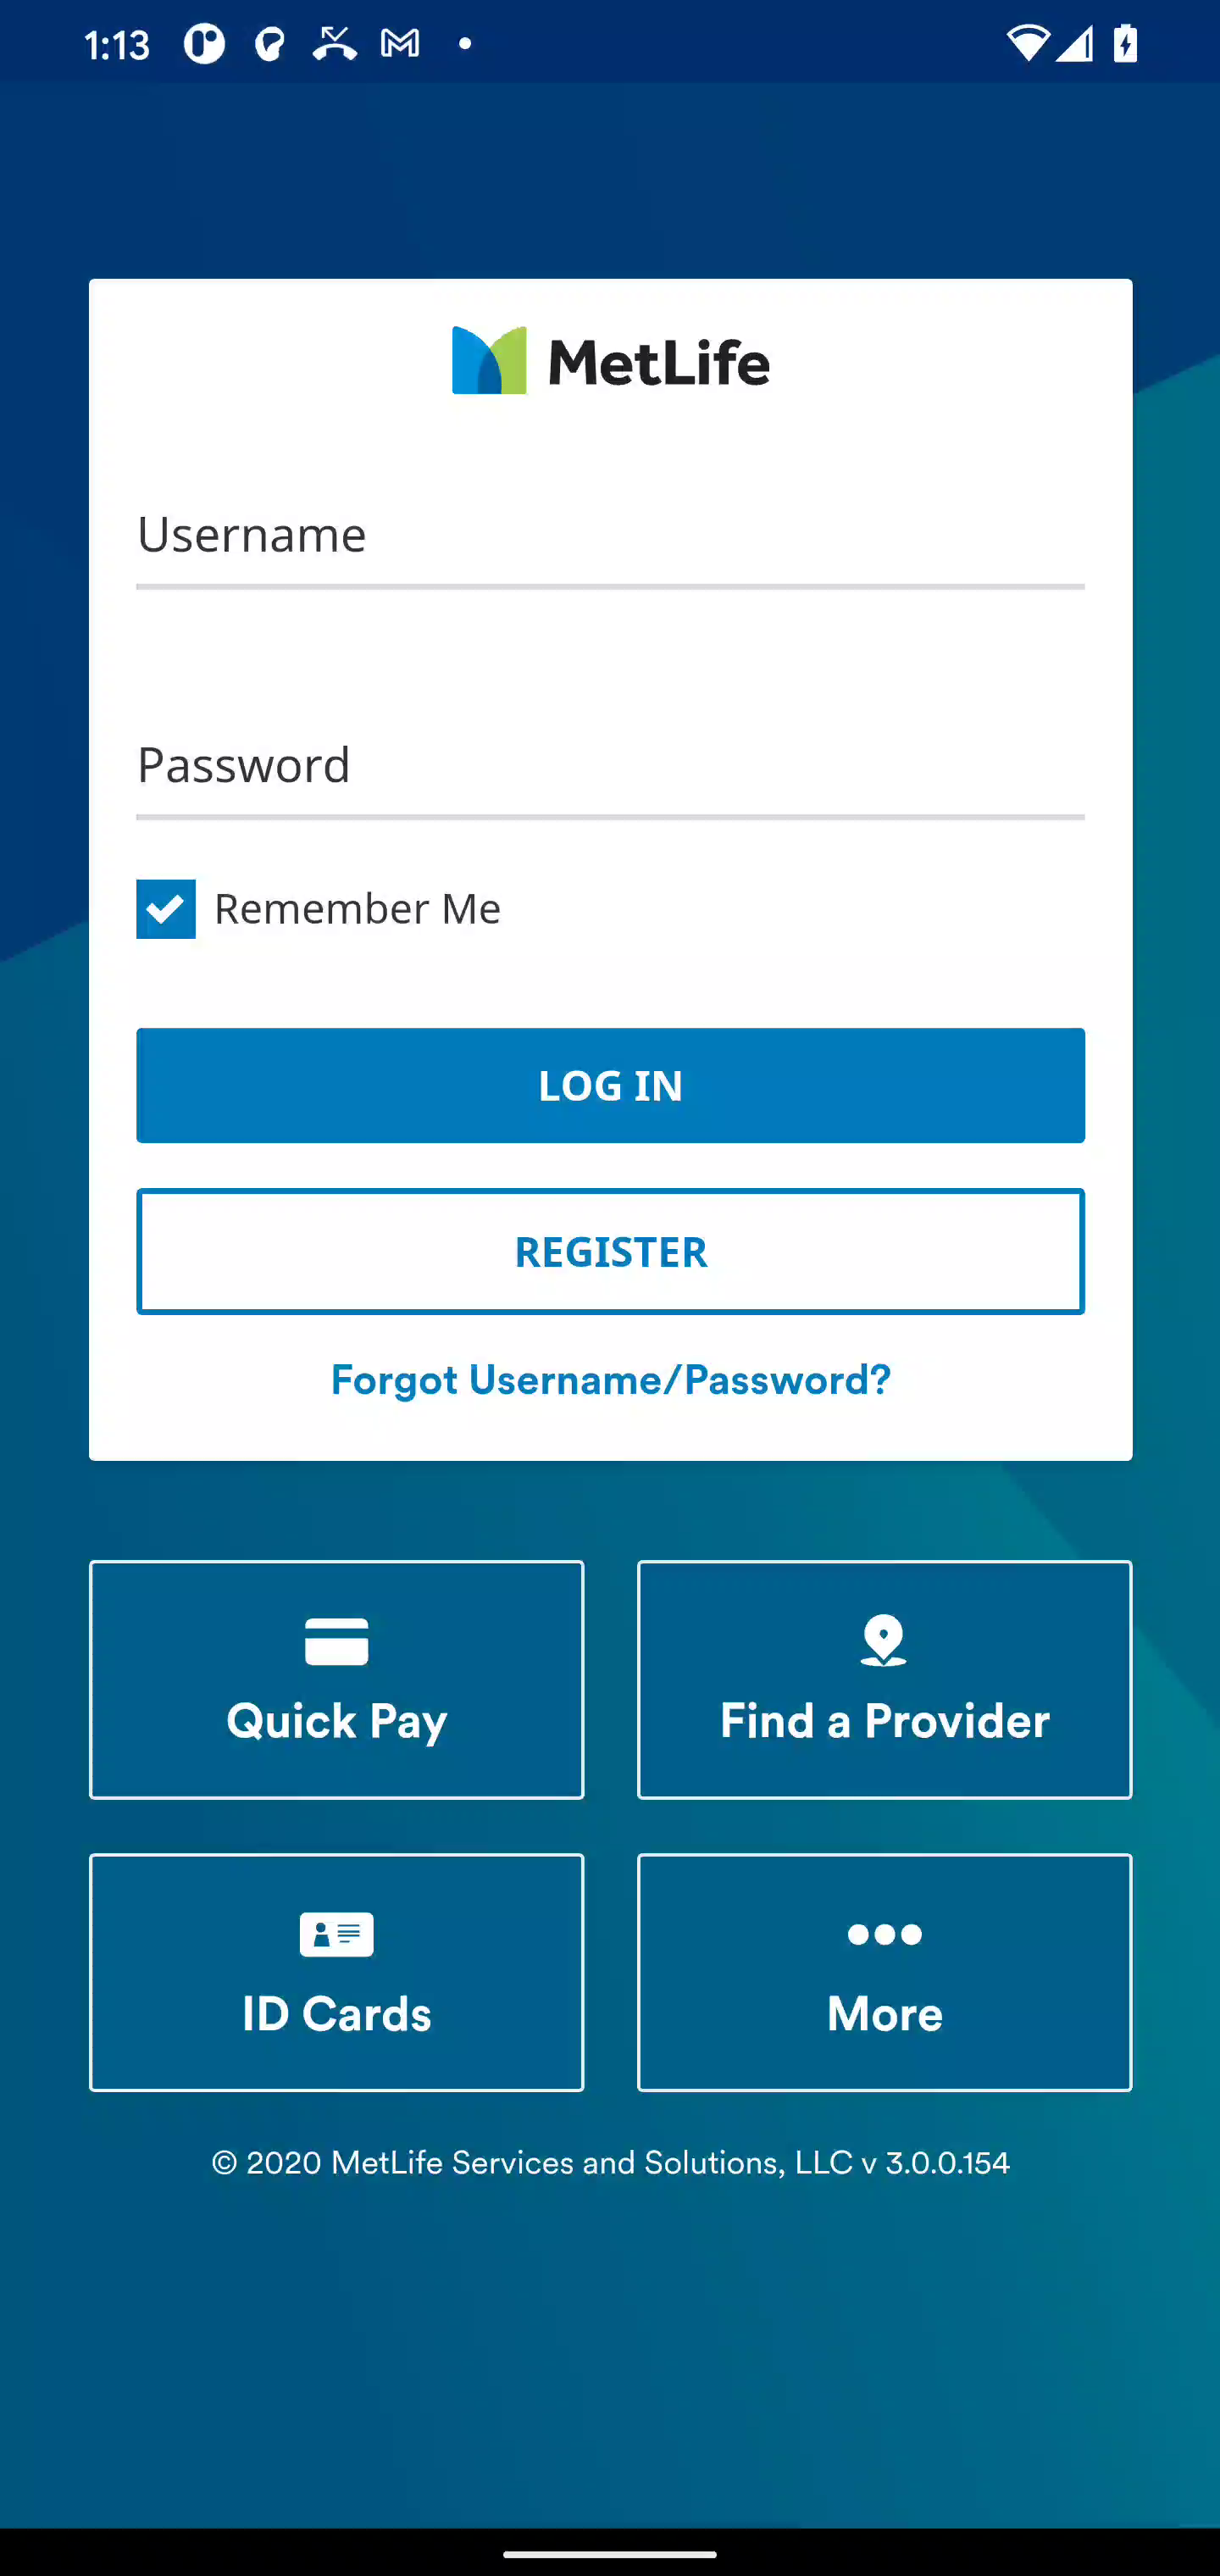 1:13
MetLife
Username
Password
Remember Me
LOG IN
REGISTER
Forgot Username/Password?
Quick Pay
Find a Provider
ID Cards
More
© 2020 MetLife Services and Solutions, LLC v 3.0.0.154